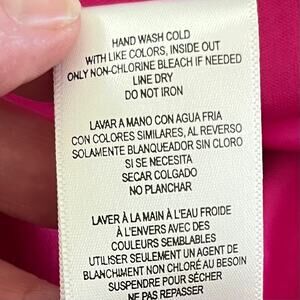 HAND WASH COLD
WITH LIKE COLORS, INSIDE OUT
ONLY NON-CHLORINE BLEACH IF NEEDED
LINE DRY
DO NOT IRON
LAVAR A MANO CON AGUA FRIA
CON COLORES SIMILARES, AL REVERSO
SOLAMENTE BLANQUEADOR SIN CLORO
SI SE NECESITA
SECAR COLGADO
NO PLANCHAR
LAVER À LA MAIN À L'EAU FROIDE
À L'ENVERS AVEC DES
COULEURS SEMBLABLES
UTILISER SEULEMENT UN AGENT DE
BLANCHIMENT NON CHLORÉ AU BESOIN
SUSPENDRE POUR SÉCHER
NE PAS REPASSER